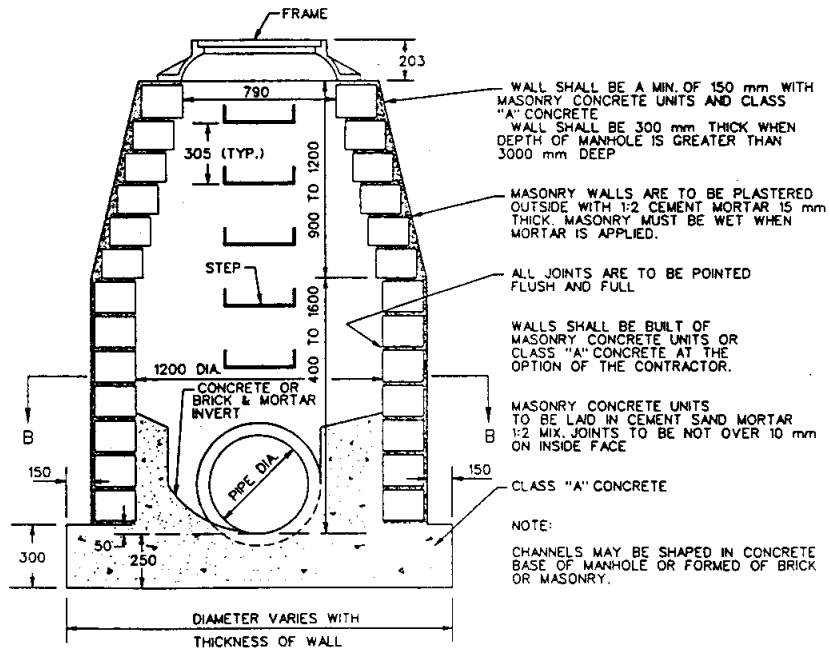 FRAME
203
790
305 (TYP.)
900 TO 1200
STEP
400 TO 1600
1200 DIA.
CONCRETE OR
BRICK & MORTAR
INVERT
B
B
PIPE DIA.
150
150
300
50
250
DIAMETER VARIES WITH
THICKNESS OF WALL
WALL SHALL BE A MIN. OF 150 mm WITH
MASONRY CONCRETE UNITS AND CLASS
"A" CONCRETE
WALL SHALL BE 300 mm THICK WHEN
DEPTH OF MANHOLE IS GREATER THAN
3000 mm DEEP
MASONRY WALLS ARE TO BE PLASTERED
OUTSIDE WITH 1:2 CEMENT MORTAR 15 mm
THICK. MASONRY MUST BE WET WHEN
MORTAR IS APPLIED.
ALL JOINTS ARE TO BE POINTED
FLUSH AND FULL
WALLS SHALL BE BUILT OF
MASONRY CONCRETE UNITS OR
CLASS "A" CONCRETE AT THE
OPTION OF THE CONTRACTOR.
MASONRY CONCRETE UNITS
TO BE LAID IN CEMENT SAND MORTAR
1:2 MIX. JOINTS TO BE NOT OVER 10 mm
ON INSIDE FACE
CLASS "A" CONCRETE
NOTE:
CHANNELS MAY BE SHAPED IN CONCRETE
BASE OF MANHOLE OR FORMED OF BRICK
OR MASONRY.